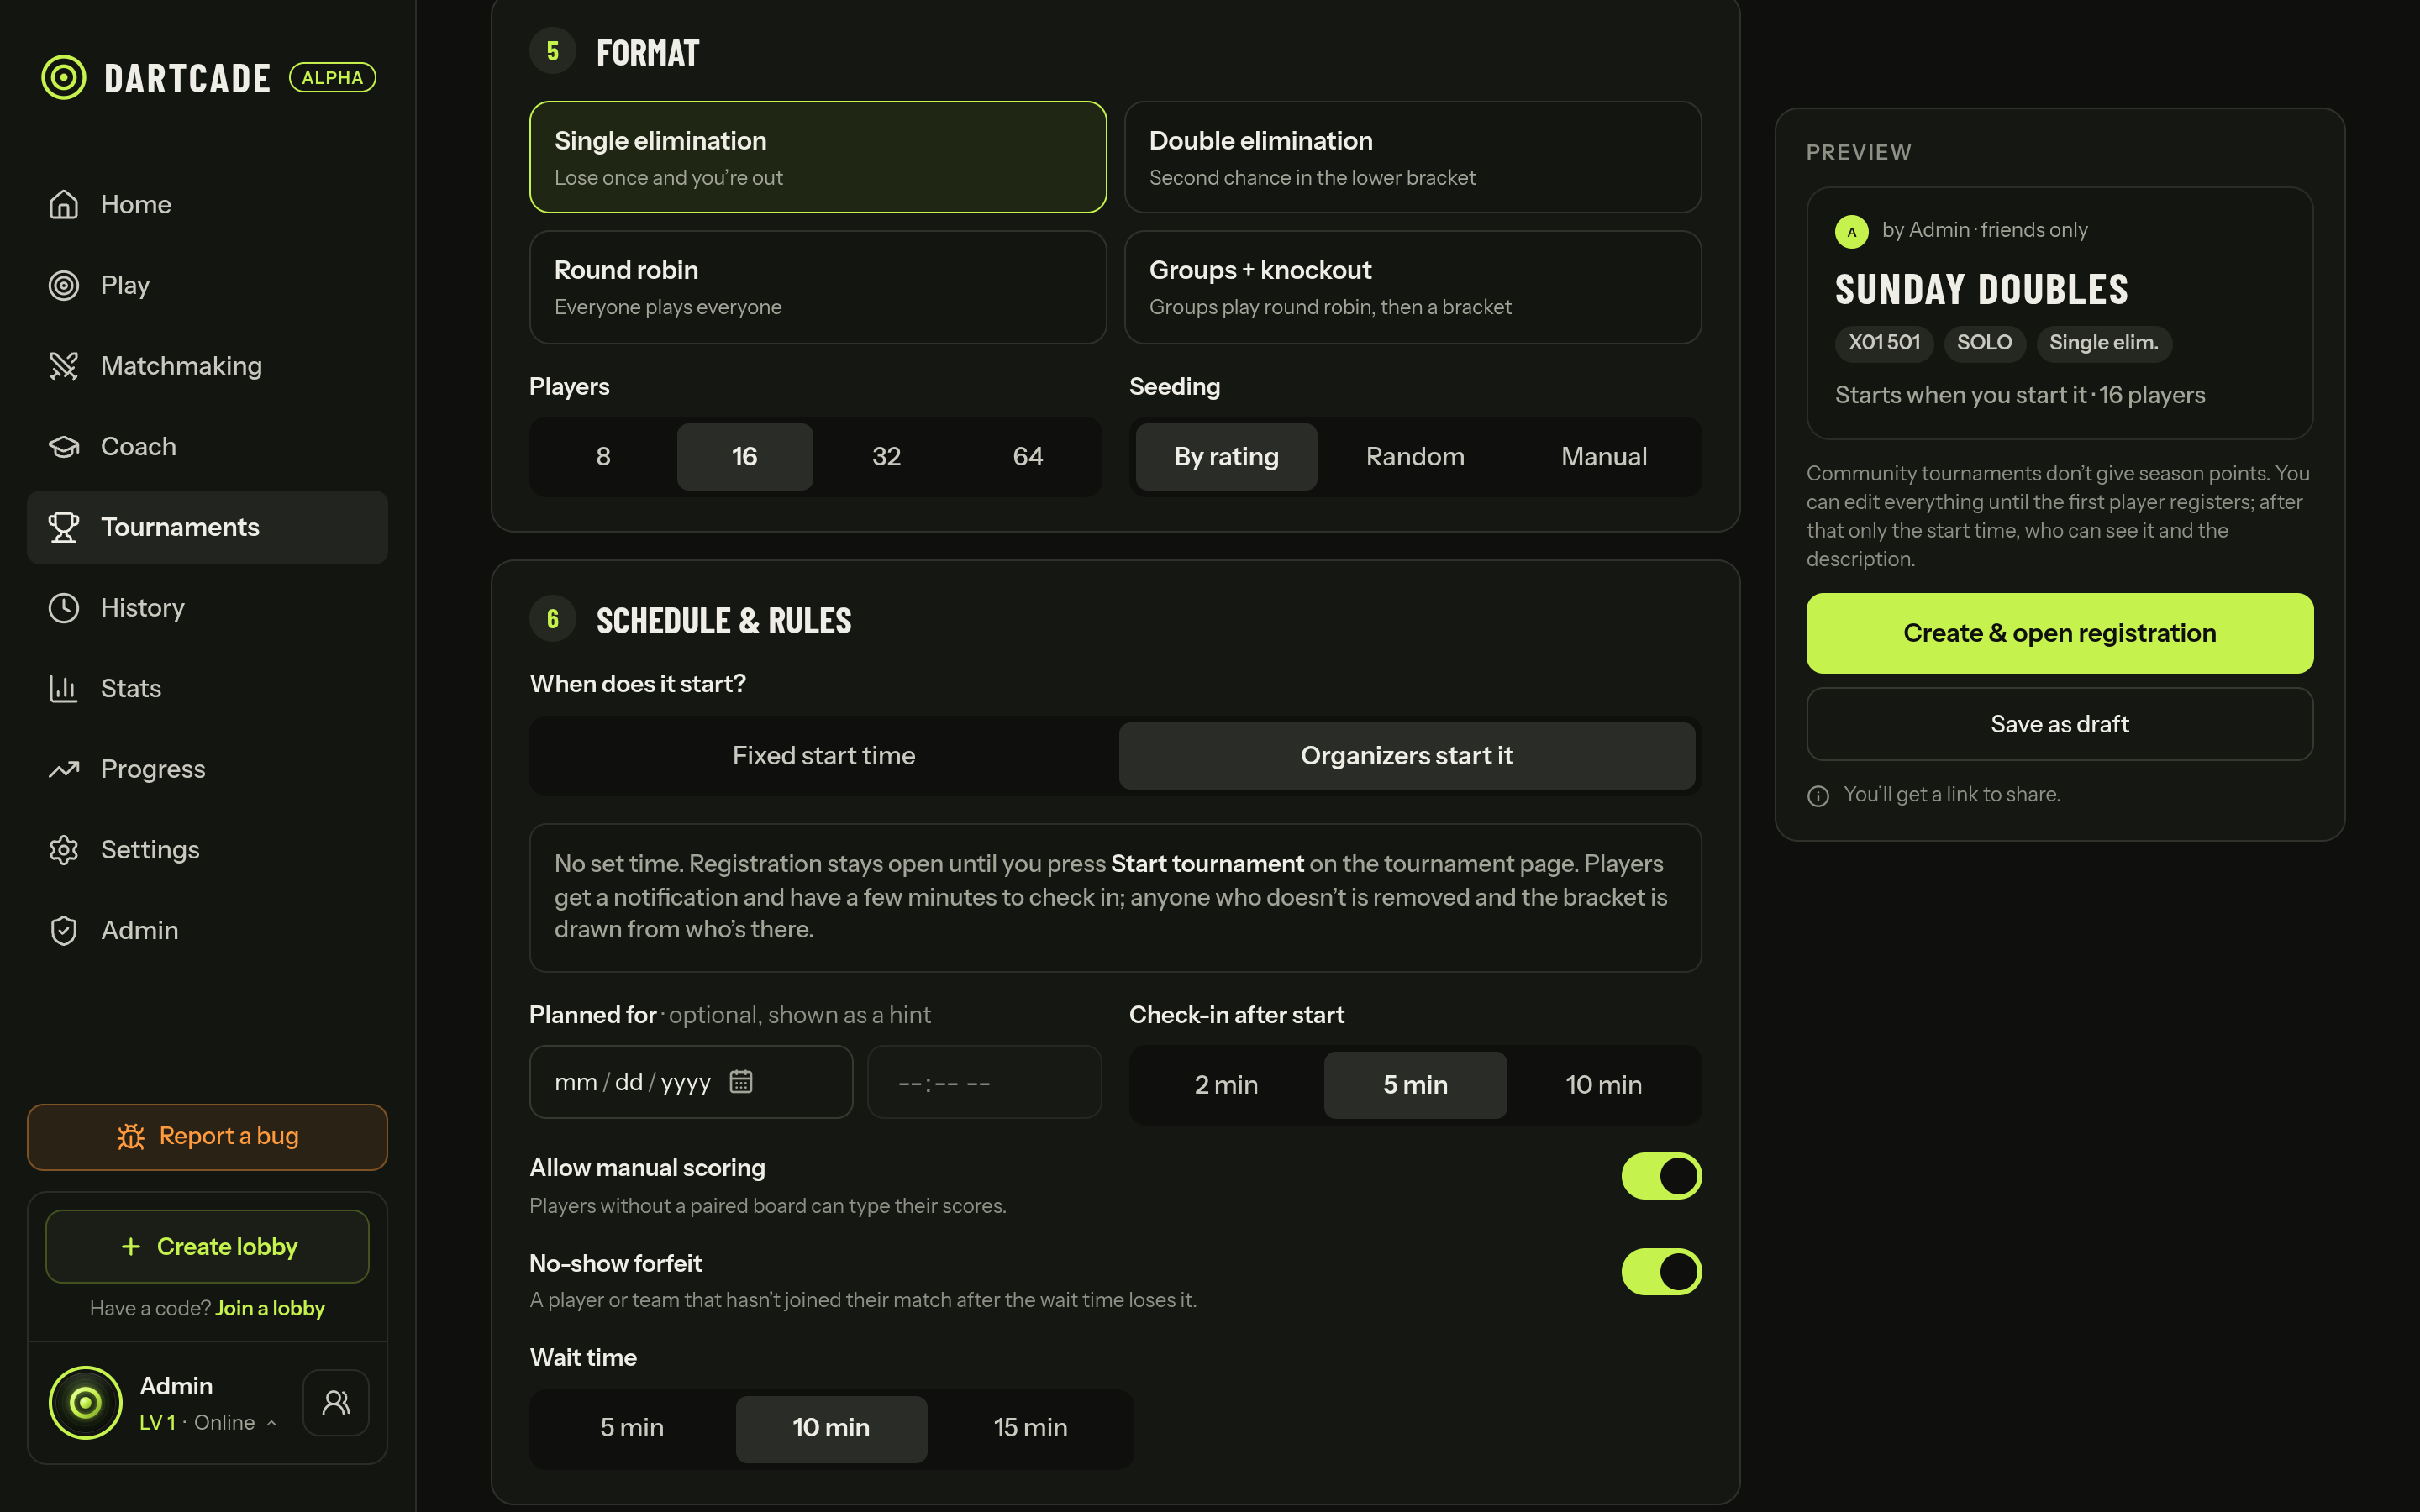 DARTCADE ALPHA
Home
Play
Matchmaking
Coach
Tournaments
History
Stats
Progress
Settings
Admin
Report a bug
Create lobby
Have a code? Join a lobby
Admin
LV 1 · Online
5 FORMAT
Single elimination
Lose once and you’re out
Double elimination
Second chance in the lower bracket
Round robin
Everyone plays everyone
Groups + knockout
Groups play round robin, then a bracket
Players
8 16 32 64
Seeding
By rating Random Manual
6 SCHEDULE & RULES
When does it start?
Fixed start time Organizers start it
No set time. Registration stays open until you press Start tournament on the tournament page. Players
get a notification and have a few minutes to check in; anyone who doesn’t is removed and the bracket is
drawn from who’s there.
Planned for · optional, shown as a hint
mm / dd / yyyy --:-- --
Check-in after start
2 min 5 min 10 min
Allow manual scoring
Players without a paired board can type their scores.
No-show forfeit
A player or team that hasn’t joined their match after the wait time loses it.
Wait time
5 min 10 min 15 min
PREVIEW
A by Admin · friends only
SUNDAY DOUBLES
X01 501 SOLO Single elim.
Starts when you start it · 16 players
Community tournaments don’t give season points. You
can edit everything until the first player registers; after
that only the start time, who can see it and the
description.
Create & open registration
Save as draft
You’ll get a link to share.